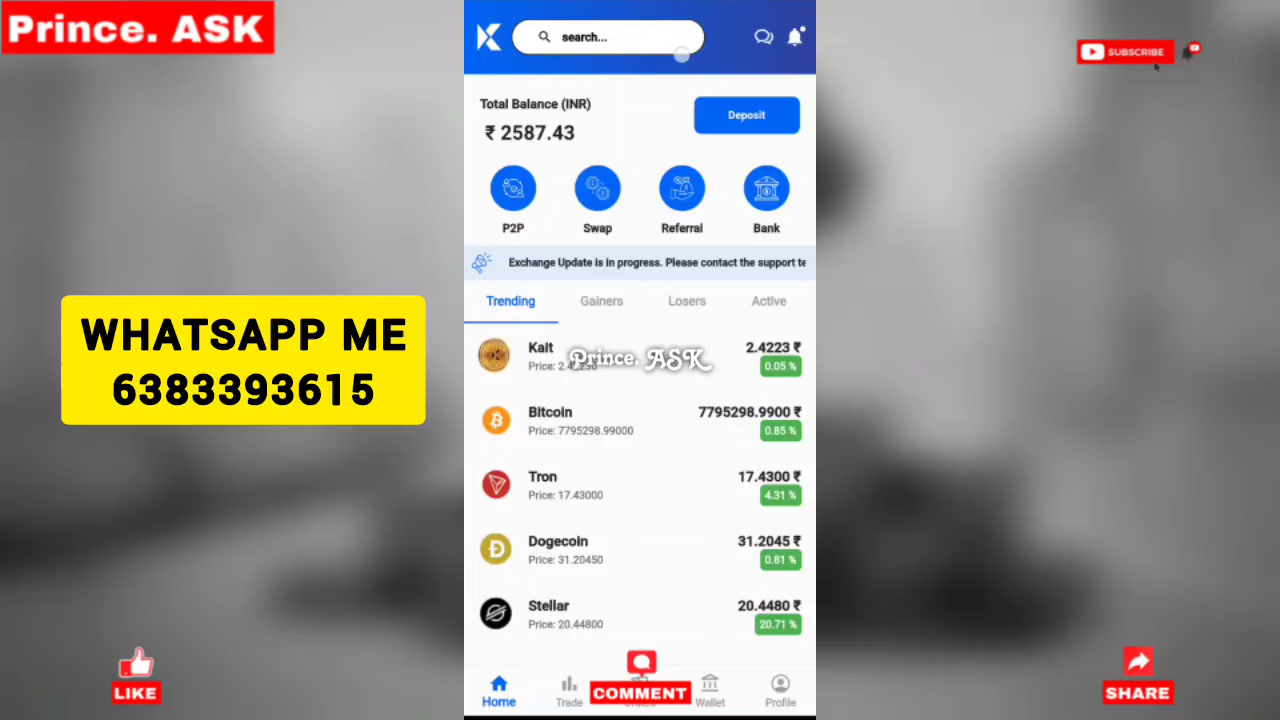 Prince. ASK
SUBSCRIBE
search...
Total Balance (INR)
₹ 2587.43
Deposit
P2P
Swap
Referral
Bank
Exchange Update is in progress. Please contact the support te
Trending
Gainers
Losers
Active
Kait
2.4223 ₹
Price:
0.05 %
Prince. ASK
WHATSAPP ME
6383393615
Bitcoin
7795298.9900 ₹
Price: 7795298.99000
0.85 %
Tron
17.4300 ₹
Price: 17.43000
4.31 %
Dogecoin
31.2045 ₹
Price: 31.20450
0.81 %
Stellar
20.4480 ₹
Price: 20.44800
20.71 %
LIKE
COMMENT
SHARE
Home
Trade
Wallet
Profile